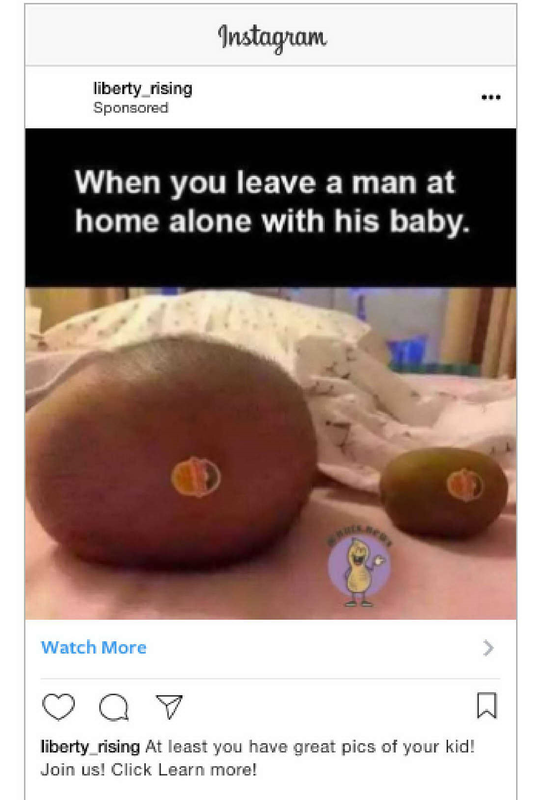 Instagram
liberty_rising
Sponsored
When you leave a man at
home alone with his baby.
Watch More
liberty_rising At least you have great pics of your kid!
Join us! Click Learn more!